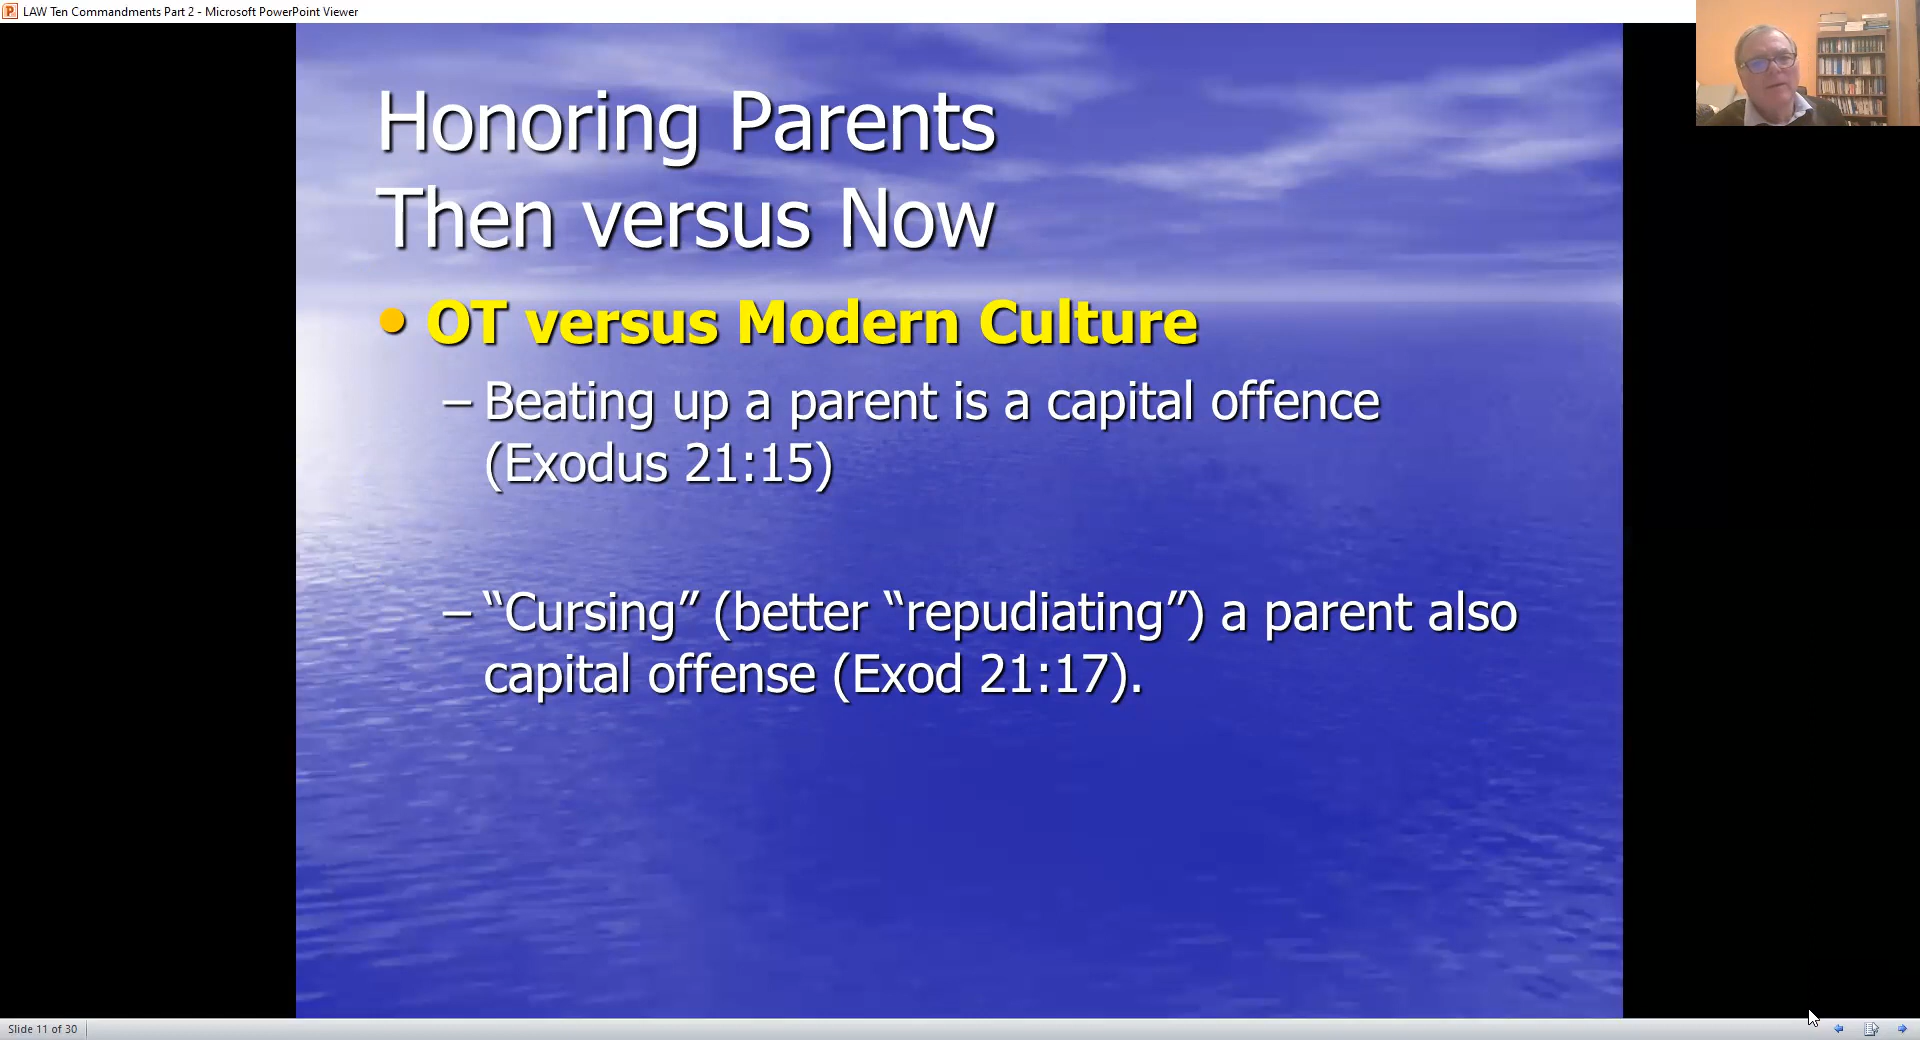 LAW Ten Commandments Part 2 - Microsoft PowerPoint Viewer
Honoring Parents
Then versus Now
• OT versus Modern Culture
– Beating up a parent is a capital offence
(Exodus 21:15)
– “Cursing” (better “repudiating”) a parent also
capital offense (Exod 21:17).
Slide 11 of 30